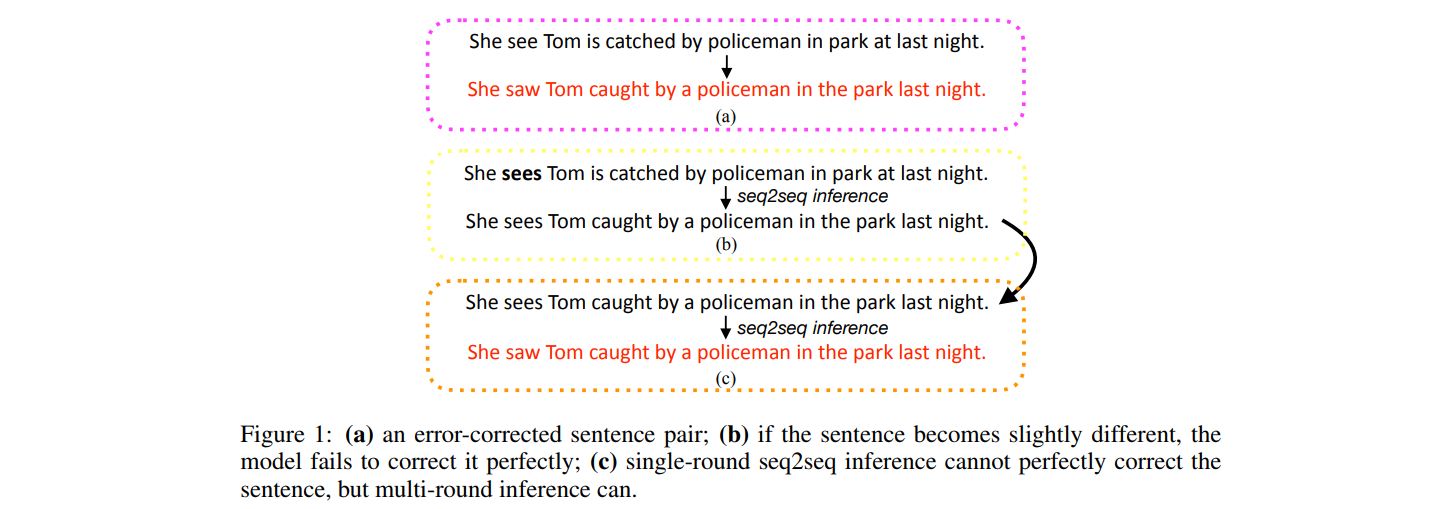 She see Tom is catched by policeman in park at last night.
She saw Tom caught by a policeman in the park last night.
(a)
She sees Tom is catched by policeman in park at last night.
seq2seq inference
She sees Tom caught by a policeman in the park last night.
(b)
She sees Tom caught by a policeman in the park last night.
seq2seq inference
She saw Tom caught by a policeman in the park last night.
(c)
Figure 1: (a) an error-corrected sentence pair; (b) if the sentence becomes slightly different, the
model fails to correct it perfectly; (c) single-round seq2seq inference cannot perfectly correct the
sentence, but multi-round inference can.